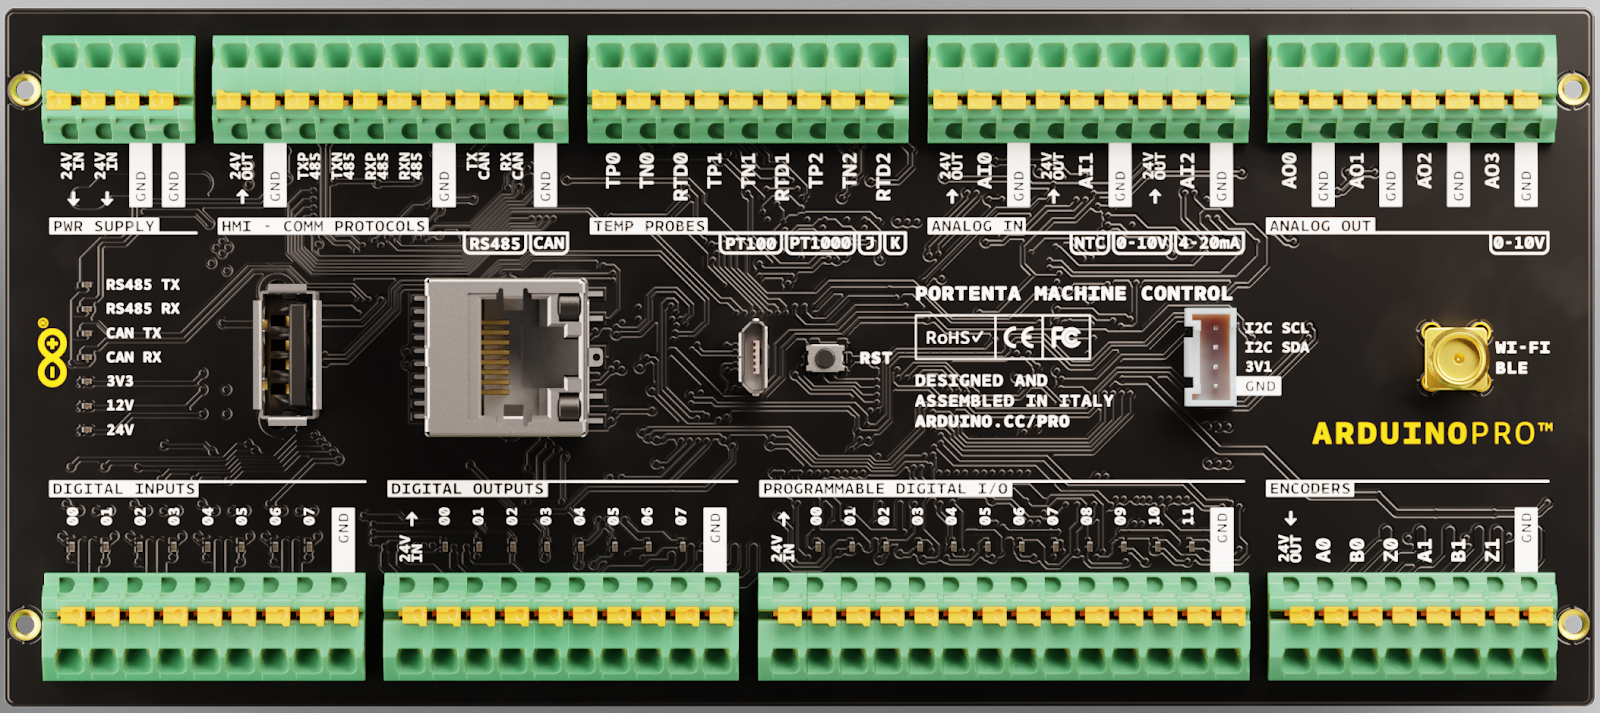 24V IN
24V IN
GND
GND
PWR SUPPLY
24V OUT
GND
TXP 485
TXN 485
RXP 485
RXN 485
GND
TX CAN
RX CAN
GND
HMI - COMM PROTOCOLS
RS485
CAN
TP0
TN0
RTD0
TP1
TN1
RTD1
TP2
TN2
RTD2
TEMP PROBES
PT100
PT1000
J
K
24V OUT
AI0
GND
24V OUT
AI1
GND
24V OUT
AI2
GND
ANALOG IN
NTC
0-10V
4-20mA
AO0
GND
AO1
GND
AO2
GND
AO3
GND
ANALOG OUT
0-10V
RS485 TX
RS485 RX
CAN TX
CAN RX
3V3
12V
24V
RST
PORTENTA MACHINE CONTROL
RoHS✓
CE
FC
DESIGNED AND
ASSEMBLED IN ITALY
ARDUINO.CC/PRO
I2C SCL
I2C SDA
3V1
GND
WI-FI
BLE
ARDUINOPRO™
DIGITAL INPUTS
00
01
02
03
04
05
06
07
GND
DIGITAL OUTPUTS
24V IN
00
01
02
03
04
05
06
07
GND
PROGRAMMABLE DIGITAL I/O
24V IN
00
01
02
03
04
05
06
07
08
09
10
11
GND
ENCODERS
24V OUT
A0
B0
Z0
A1
B1
Z1
GND